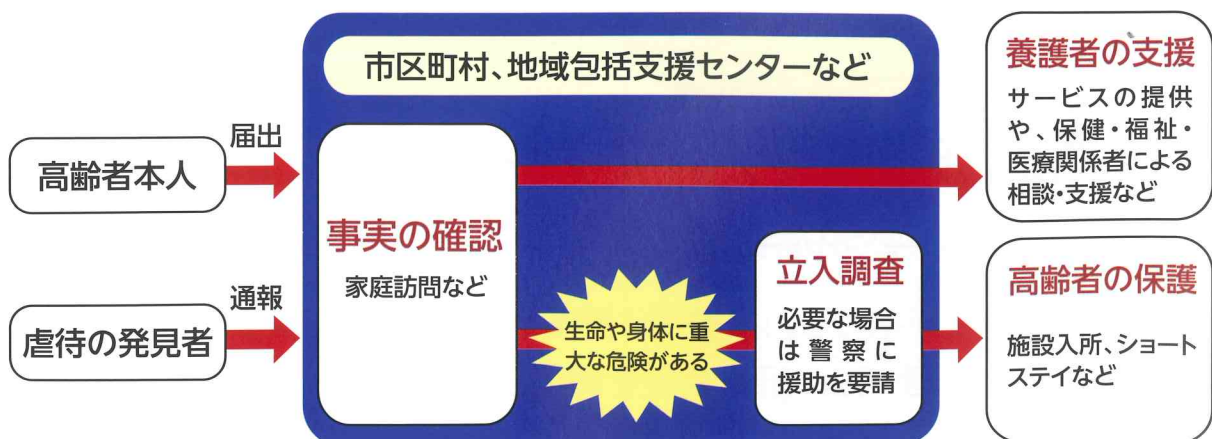 市区町村、地域包括支援センターなど
高齢者本人
届出
虐待の発見者
通報
事実の確認
家庭訪問など
生命や身体に重
大な危険がある
立入調査
必要な場合
は警察に
援助を要請
養護者の支援
サービスの提供
や、保健・福祉・
医療関係者による
相談・支援など
高齢者の保護
施設入所、ショート
ステイなど